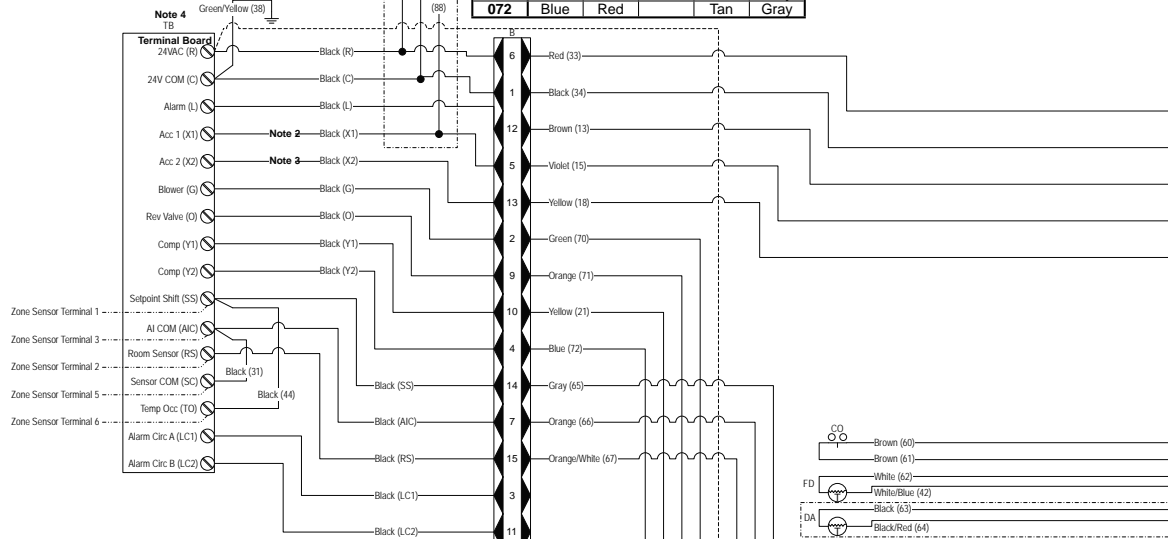 Green/Yellow (38)
(88)
072 Blue Red Tan Gray
Note 4
TB
Terminal Board
B
24VAC (R) Black (R) 6 Red (33)
24V COM (C) Black (C) 1 Black (34)
Alarm (L) Black (L) 12 Brown (13)
Acc 1 (X1) Note 2 Black (X1) 5 Violet (15)
Acc 2 (X2) Note 3 Black (X2) 13 Yellow (18)
Blower (G) Black (G) 2 Green (70)
Rev Valve (O) Black (O) 9 Orange (71)
Comp (Y1) Black (Y1) 10 Yellow (21)
Comp (Y2) Black (Y2) 4 Blue (72)
Setpoint Shift (SS)
Zone Sensor Terminal 1
AI COM (AIC)
Zone Sensor Terminal 3
Room Sensor (RS)
Zone Sensor Terminal 2
Black (31)
Sensor COM (SC)
Black (SS) 14 Gray (65)
Zone Sensor Terminal 5
Black (44)
Temp Occ (TO)
Zone Sensor Terminal 6
Black (AIC) 7 Orange (66)
Alarm Circ A (LC1)
Alarm Circ B (LC2)
Black (RS) 15 Orange/White (67)
Black (LC1) 3
Black (LC2) 11
CO
Brown (60)
Brown (61)
FD
White (62)
White/Blue (42)
DA
Black (63)
Black/Red (64)